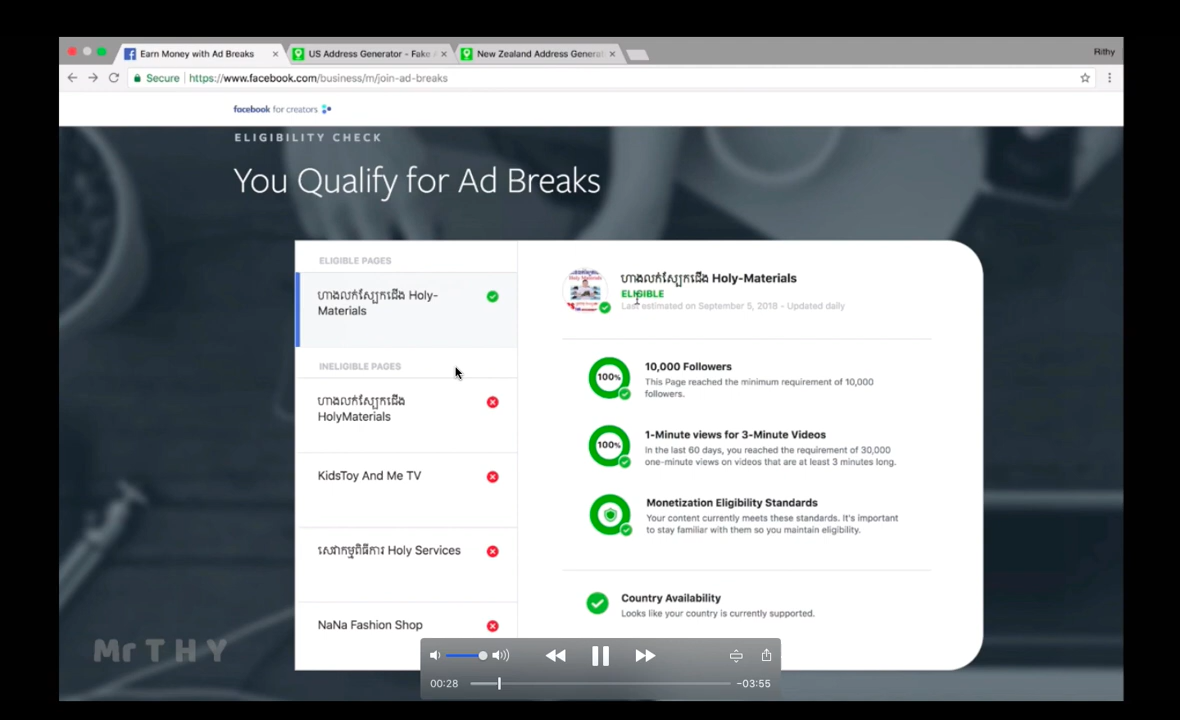 Earn Money with Ad Breaks
US Address Generator - Fake
New Zealand Address Genera
Rithy
Secure
https://www.facebook.com/business/m/join-ad-breaks
facebook for creators
ELIGIBILITY CHECK
You Qualify for Ad Breaks
ELIGIBLE PAGES
ហាងលក់ស្បែកជើង Holy-
Materials
INELIGIBLE PAGES
ហាងលក់ស្បែកជើង
HolyMaterials
KidsToy And Me TV
សេវាកម្មពិធីការ Holy Services
NaNa Fashion Shop
ហាងលក់ស្បែកជើង Holy-Materials
ELIGIBLE
Last estimated on September 5, 2018 - Updated daily
100%
10,000 Followers
This Page reached the minimum requirement of 10,000
followers.
100%
1-Minute views for 3-Minute Videos
In the last 60 days, you reached the requirement of 30,000
one-minute views on videos that are at least 3 minutes long.
Monetization Eligibility Standards
Your content currently meets these standards. It's important
to stay familiar with them so you maintain eligibility.
Country Availability
Looks like your country is currently supported.
Mr THY
00:28
-03:55